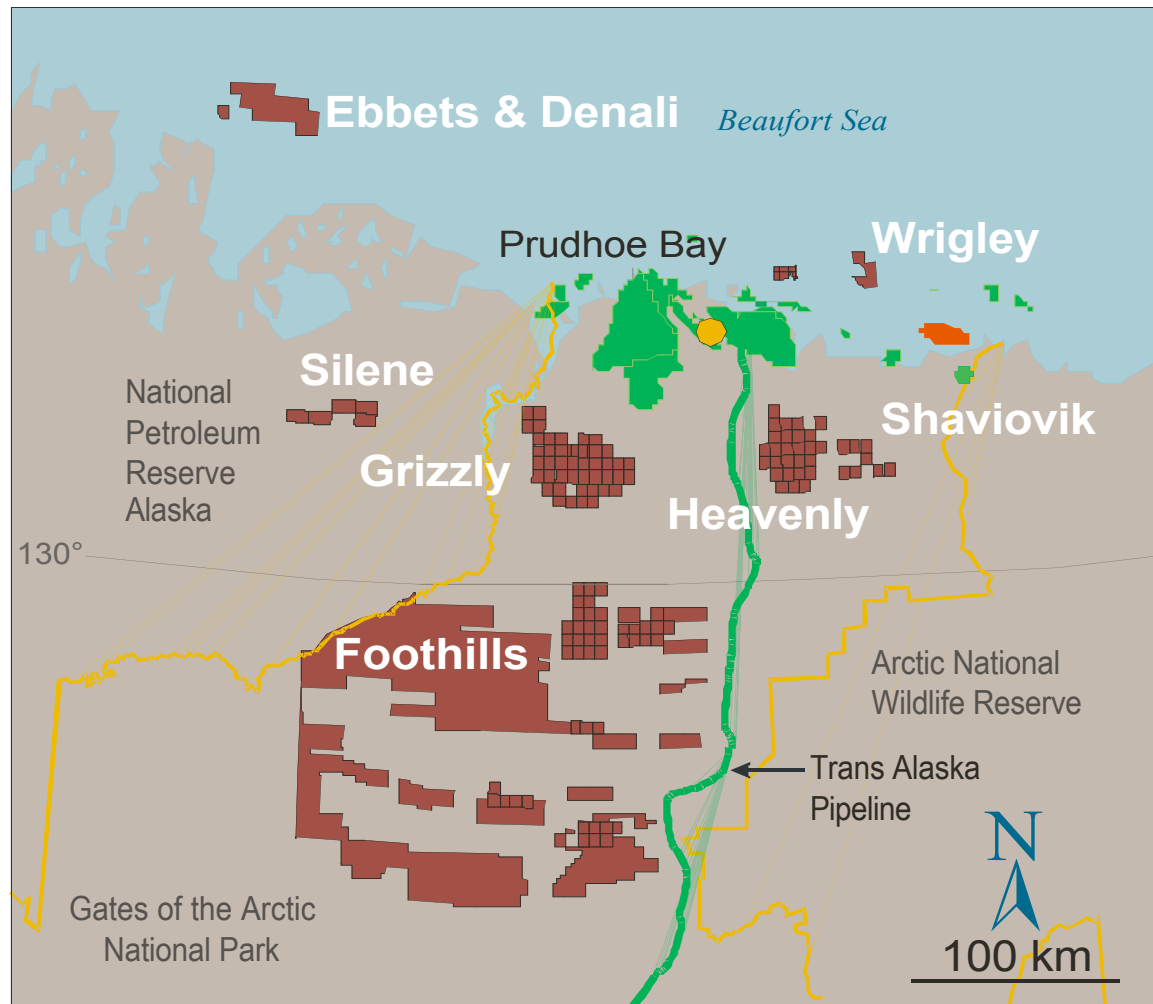 Ebbets & Denali
Beaufort Sea
Prudhoe Bay
Wrigley
Silene
National
Petroleum
Reserve
Alaska
Shaviovik
Grizzly
Heavenly
130°
Foothills
Arctic National
Wildlife Reserve
Trans Alaska
Pipeline
N
Gates of the Arctic
National Park
100 km